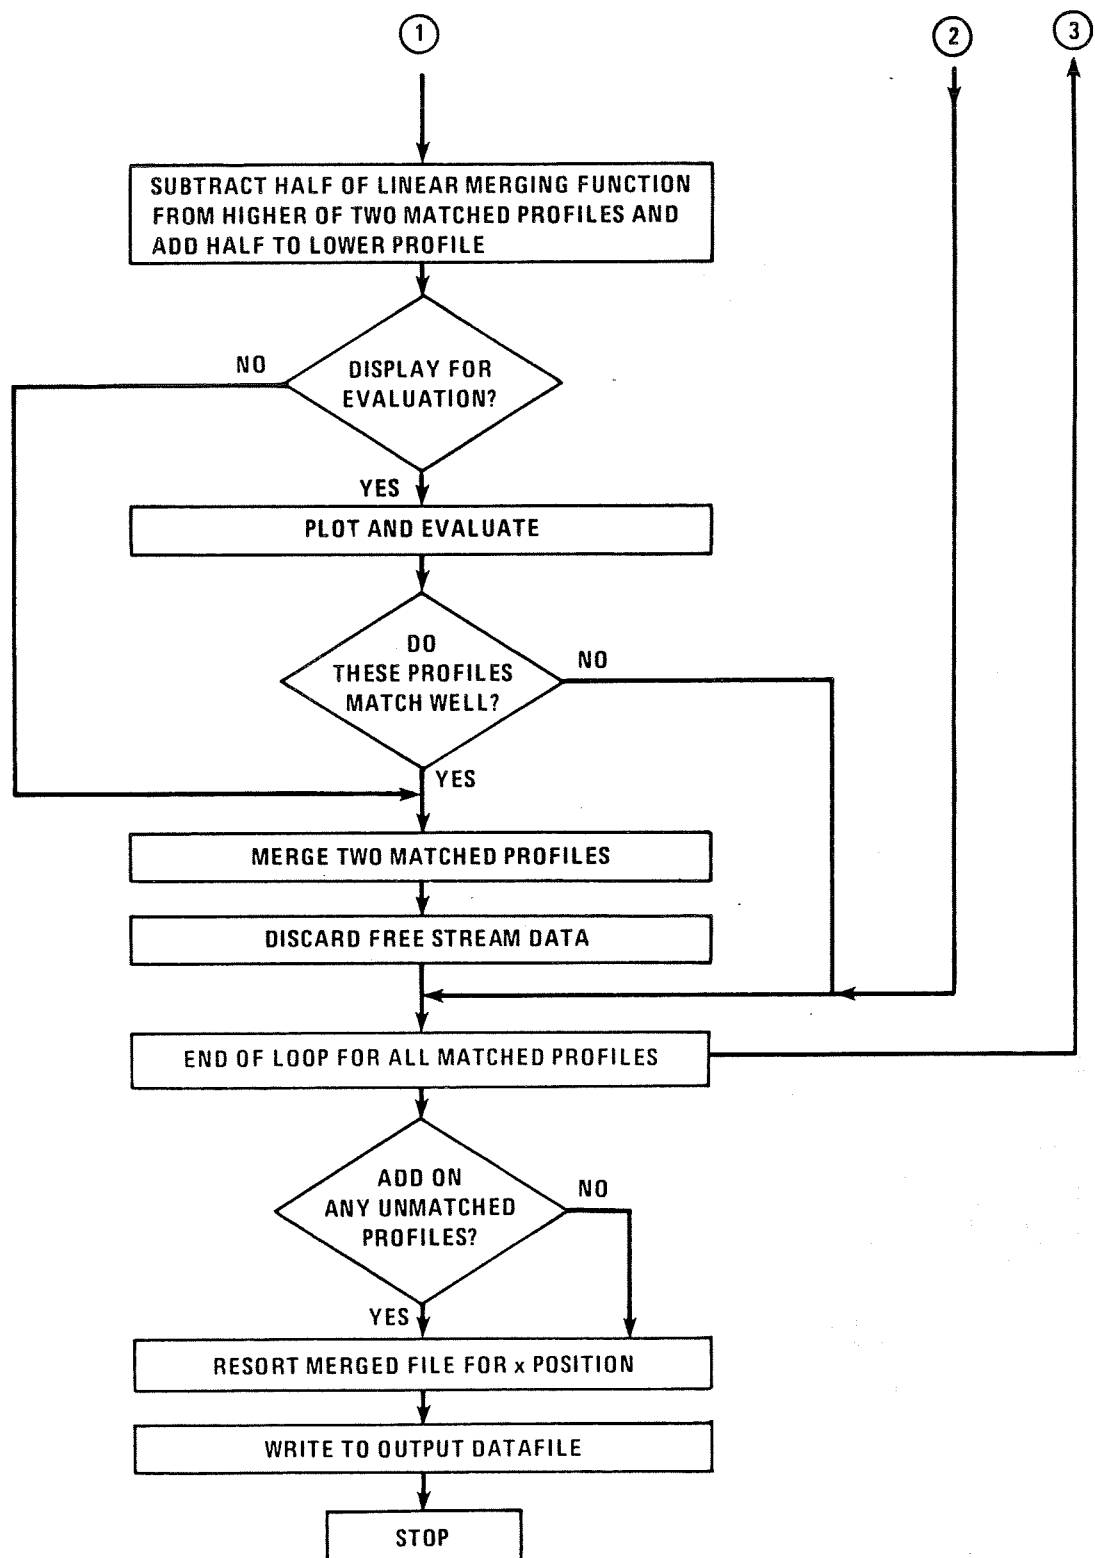 1
2
3
SUBTRACT HALF OF LINEAR MERGING FUNCTION
FROM HIGHER OF TWO MATCHED PROFILES AND
ADD HALF TO LOWER PROFILE
NO
DISPLAY FOR
EVALUATION?
YES
PLOT AND EVALUATE
DO
THESE PROFILES
MATCH WELL?
NO
YES
MERGE TWO MATCHED PROFILES
DISCARD FREE STREAM DATA
END OF LOOP FOR ALL MATCHED PROFILES
ADD ON
ANY UNMATCHED
PROFILES?
NO
YES
RESORT MERGED FILE FOR x POSITION
WRITE TO OUTPUT DATAFILE
STOP